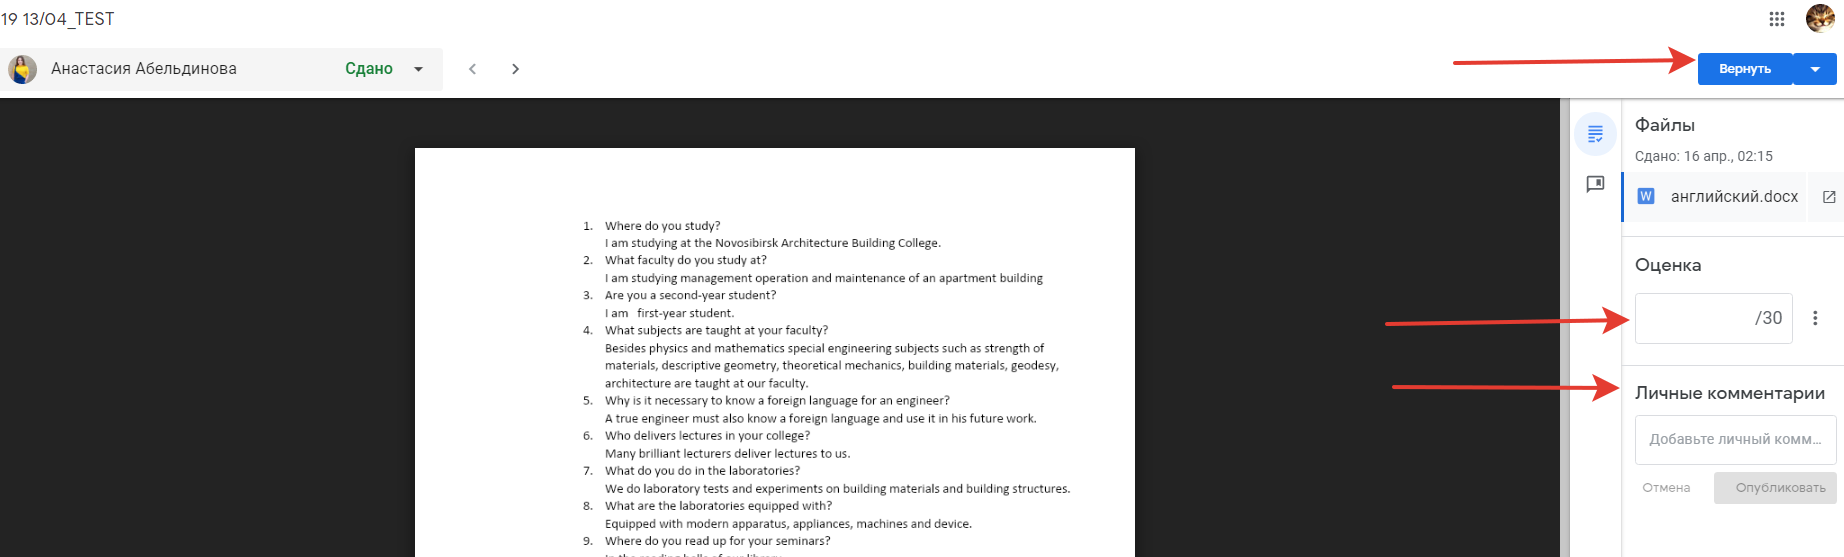 19 13/04_TEST
Анастасия Абельдинова
Сдано
Вернуть
1. Where do you study?
I am studying at the Novosibirsk Architecture Building College.
2. What faculty do you study at?
I am studying management operation and maintenance of an apartment building
3. Are you a second-year student?
I am first-year student.
4. What subjects are taught at your faculty?
Besides physics and mathematics special engineering subjects such as strength of
materials, descriptive geometry, theoretical mechanics, building materials, geodesy,
architecture are taught at our faculty.
5. Why is it necessary to know a foreign language for an engineer?
A true engineer must also know a foreign language and use it in his future work.
6. Who delivers lectures in your college?
Many brilliant lecturers deliver lectures to us.
7. What do you do in the laboratories?
We do laboratory tests and experiments on building materials and building structures.
8. What are the laboratories equipped with?
Equipped with modern apparatus, appliances, machines and device.
9. Where do you read up for your seminars?
In the reading halls of our library
Файлы
Сдано: 16 апр., 02:15
W английский.docx
Оценка
/30
Личные комментарии
Добавьте личный комм...
Отмена
Опубликовать